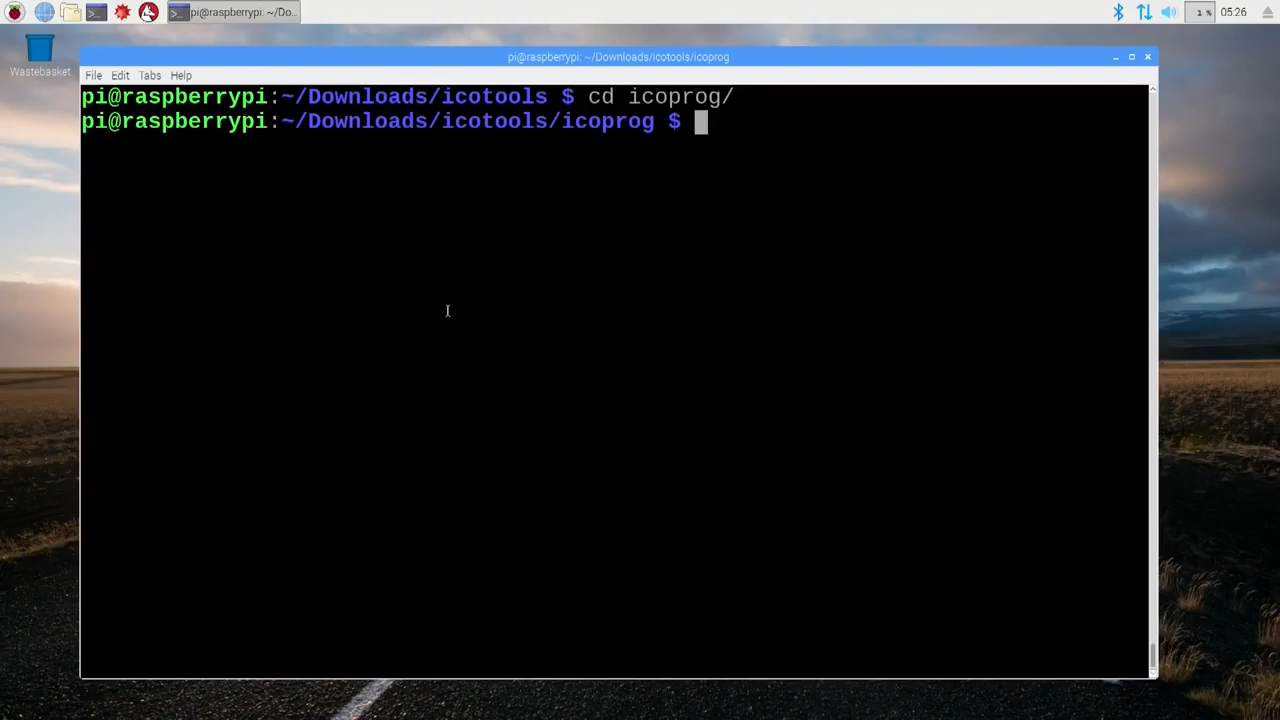 pi@raspberrypi: ~/Do...
1 %
05:26
Wastebasket
pi@raspberrypi: ~/Downloads/icotools/icoprog
File Edit Tabs Help
pi@raspberrypi:~/Downloads/icotools $ cd icoprog/
pi@raspberrypi:~/Downloads/icotools/icoprog $